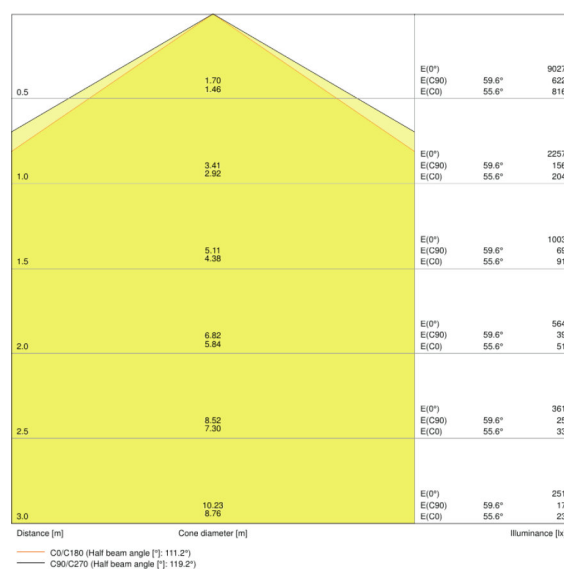 E(0°) 9027
1.70 E(C90) 59.6° 622
0.5 1.46 E(C0) 55.6° 816
E(0°) 2257
3.41 E(C90) 59.6° 156
1.0 2.92 E(C0) 55.6° 204
E(0°) 1003
5.11 E(C90) 59.6° 69
1.5 4.38 E(C0) 55.6° 91
E(0°) 564
6.82 E(C90) 59.6° 39
2.0 5.84 E(C0) 55.6° 51
E(0°) 361
8.52 E(C90) 59.6° 25
2.5 7.30 E(C0) 55.6° 33
E(0°) 251
10.23 E(C90) 59.6° 17
3.0 8.76 E(C0) 55.6° 23
Distance [m] Cone diameter [m] Illuminance [lx
C0/C180 (Half beam angle [°]: 111.2°)
C90/C270 (Half beam angle [°]: 119.2°)